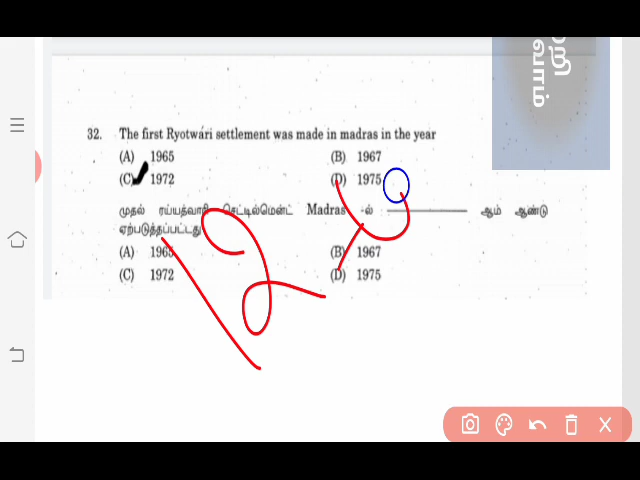 32. The first Ryotwari settlement was made in madras in the year
(A) 1965 (B) 1967
(C) 1972 (D) 1975
முதல் ரய்யத்வாரி செட்டில்மென்ட் Madras -ல் ____________ ஆம் ஆண்டு
ஏற்படுத்தப்பட்டது
(A) 1965 (B) 1967
(C) 1972 (D) 1975